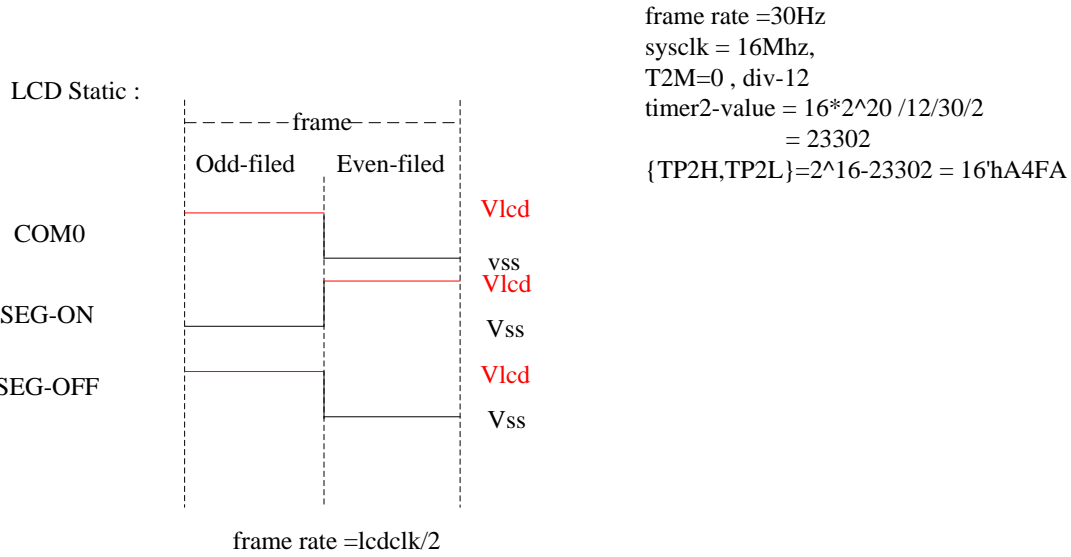 frame rate =30Hz
sysclk = 16Mhz,
T2M=0 , div-12
timer2-value = 16*2^20 /12/30/2
= 23302
{TP2H,TP2L}=2^16-23302 = 16'hA4FA
LCD Static :
frame
Odd-filed Even-filed
COM0
Vlcd
vss
SEG-ON
Vlcd
Vss
SEG-OFF
Vlcd
Vss
frame rate =lcdclk/2